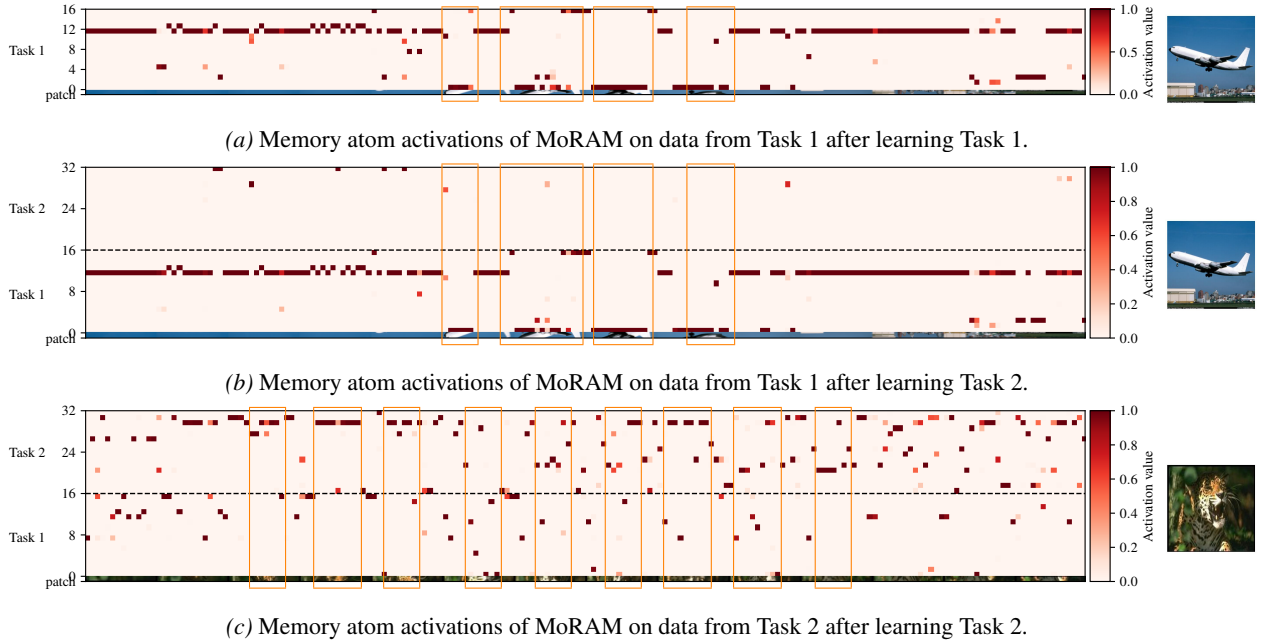 16
12
Task 1
8
4
0
patch
1.0
0.5
0.0
Activation value
(a) Memory atom activations of MoRAM on data from Task 1 after learning Task 1.
32
Task 2
24
16
Task 1
8
0
patch
1.0
0.8
0.6
0.4
0.2
0.0
Activation value
(b) Memory atom activations of MoRAM on data from Task 1 after learning Task 2.
32
Task 2
24
16
Task 1
8
0
patch
1.0
0.8
0.6
0.4
0.2
0.0
Activation value
(c) Memory atom activations of MoRAM on data from Task 2 after learning Task 2.